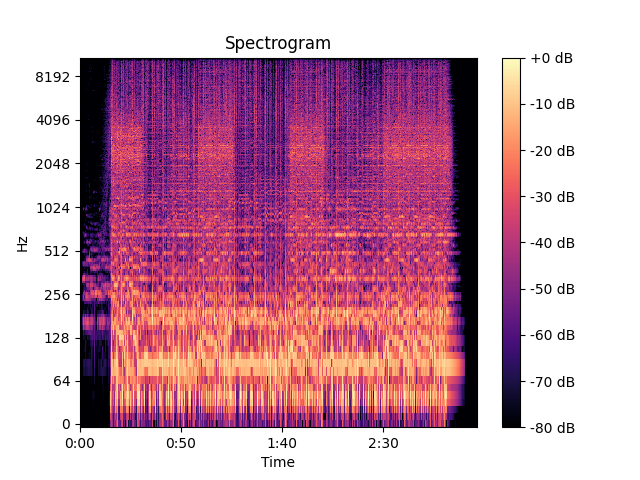 Spectrogram
Hz
8192
4096
2048
1024
512
256
128
64
0
0:00
0:50
1:40
2:30
Time
+0 dB
-10 dB
-20 dB
-30 dB
-40 dB
-50 dB
-60 dB
-70 dB
-80 dB